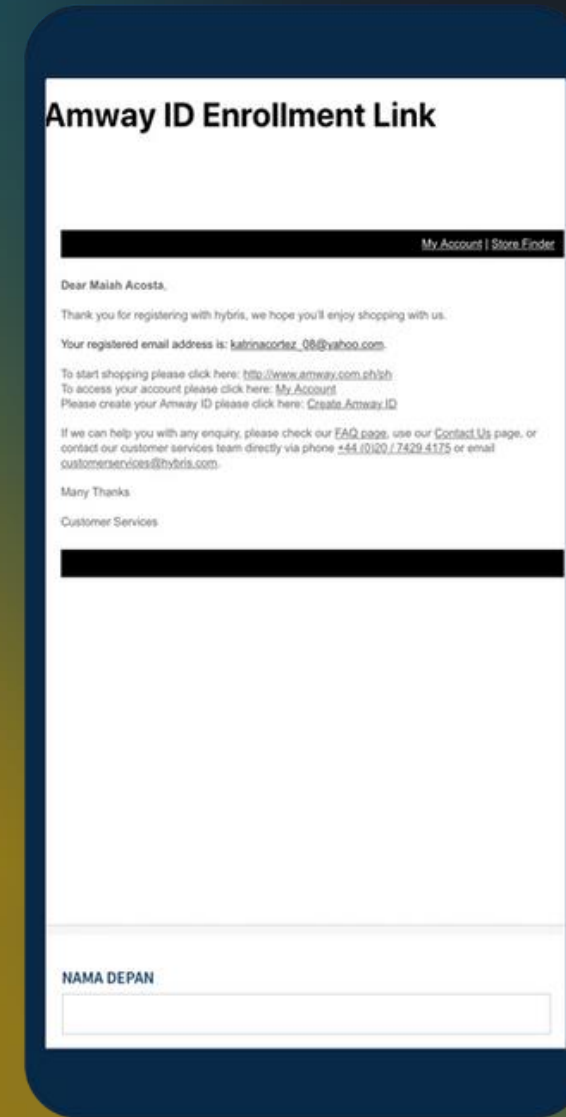 Amway ID Enrollment Link
My Account | Store Finder
Dear Maiah Acosta,
Thank you for registering with hybris, we hope you'll enjoy shopping with us.
Your registered email address is: katrinacortez_08@yahoo.com.
To start shopping please click here: http://www.amway.com.ph/ph
To access your account please click here: My Account
Please create your Amway ID please click here: Create Amway ID
If we can help you with any enquiry, please check our FAQ page, use our Contact Us page, or
contact our customer services team directly via phone +44 (0)20 / 7429 4175 or email
customerservices@hybris.com.
Many Thanks
Customer Services
NAMA DEPAN